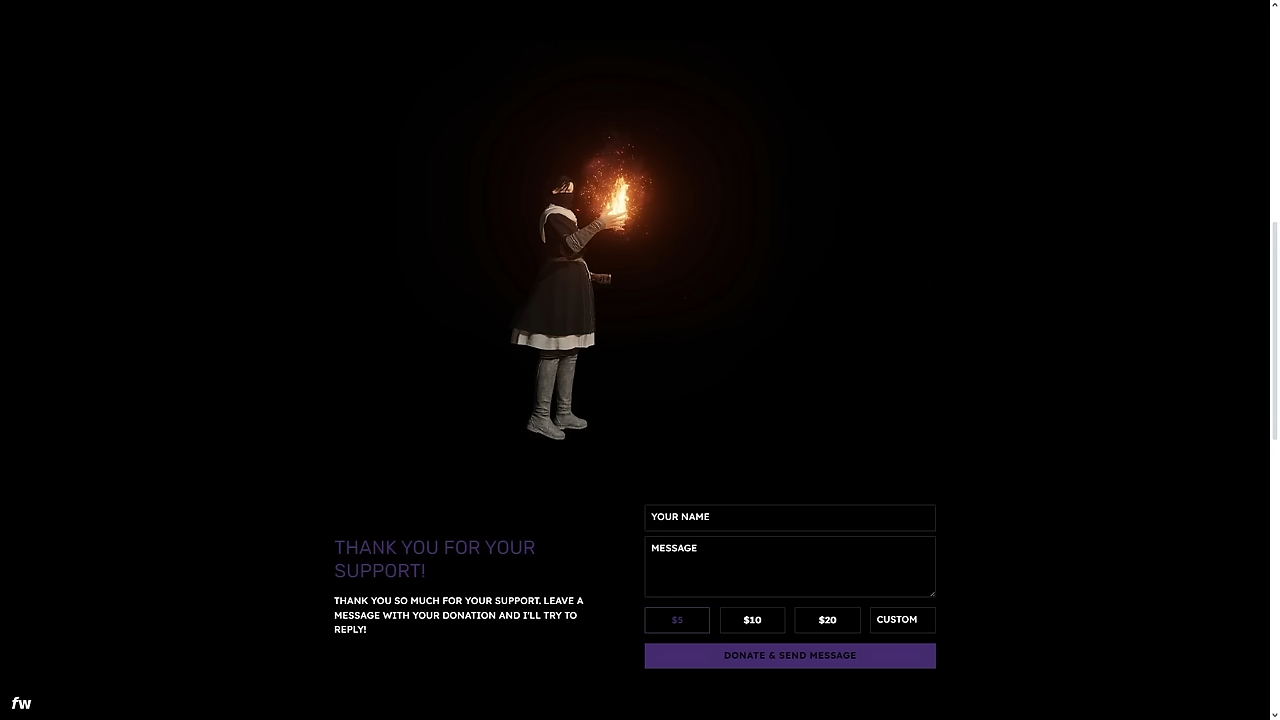 THANK YOU FOR YOUR
SUPPORT!
THANK YOU SO MUCH FOR YOUR SUPPORT. LEAVE A
MESSAGE WITH YOUR DONATION AND I'LL TRY TO
REPLY!
YOUR NAME
MESSAGE
$5 $10 $20 CUSTOM
DONATE & SEND MESSAGE
fw